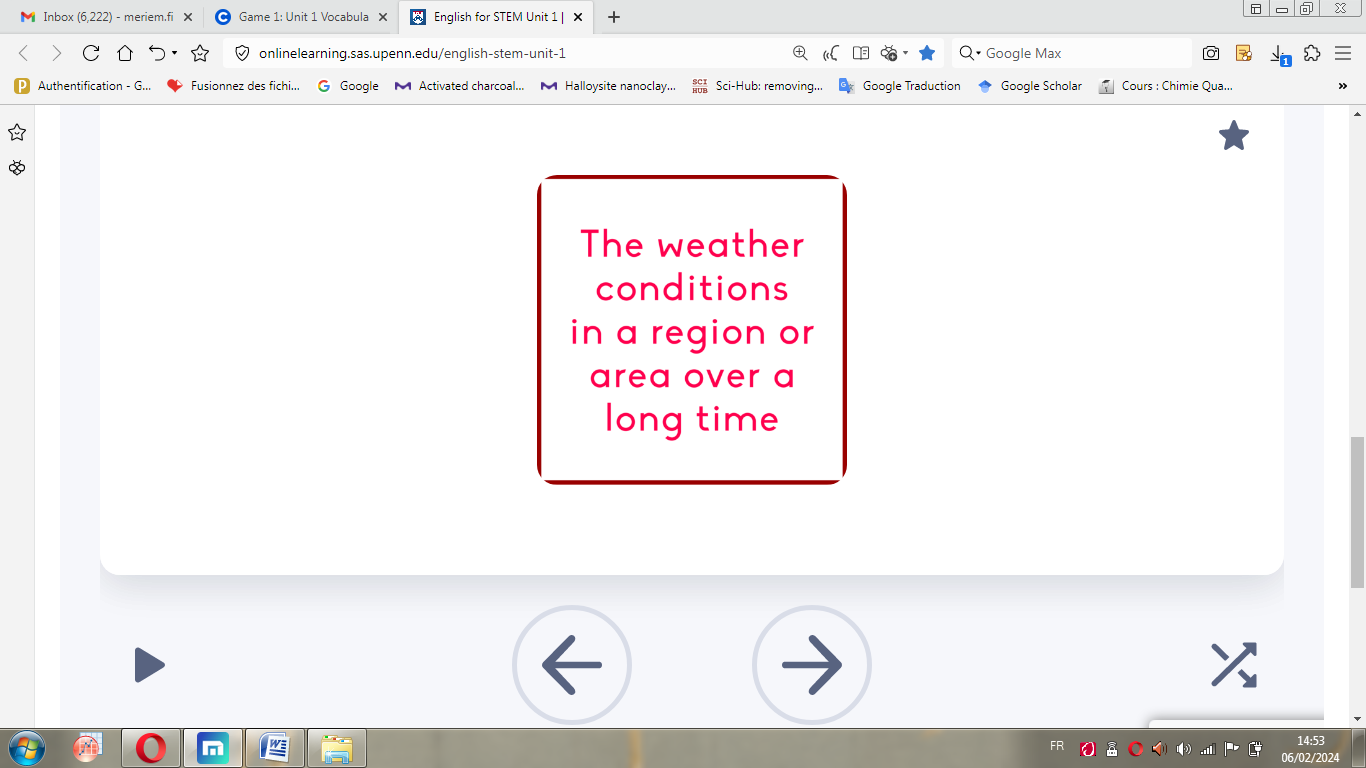 Inbox (6,222) - meriem.fi
Game 1: Unit 1 Vocabula
English for STEM Unit 1 |
onlinelearning.sas.upenn.edu/english-stem-unit-1
Google Max
1
Authentification - G...
Fusionnez des fichi...
Google
Activated charcoal...
Halloysite nanoclay...
SCI HUB
Sci-Hub: removing...
Google Traduction
Google Scholar
Cours : Chimie Qua...
The weather
conditions
in a region or
area over a
long time
FR
14:53
06/02/2024